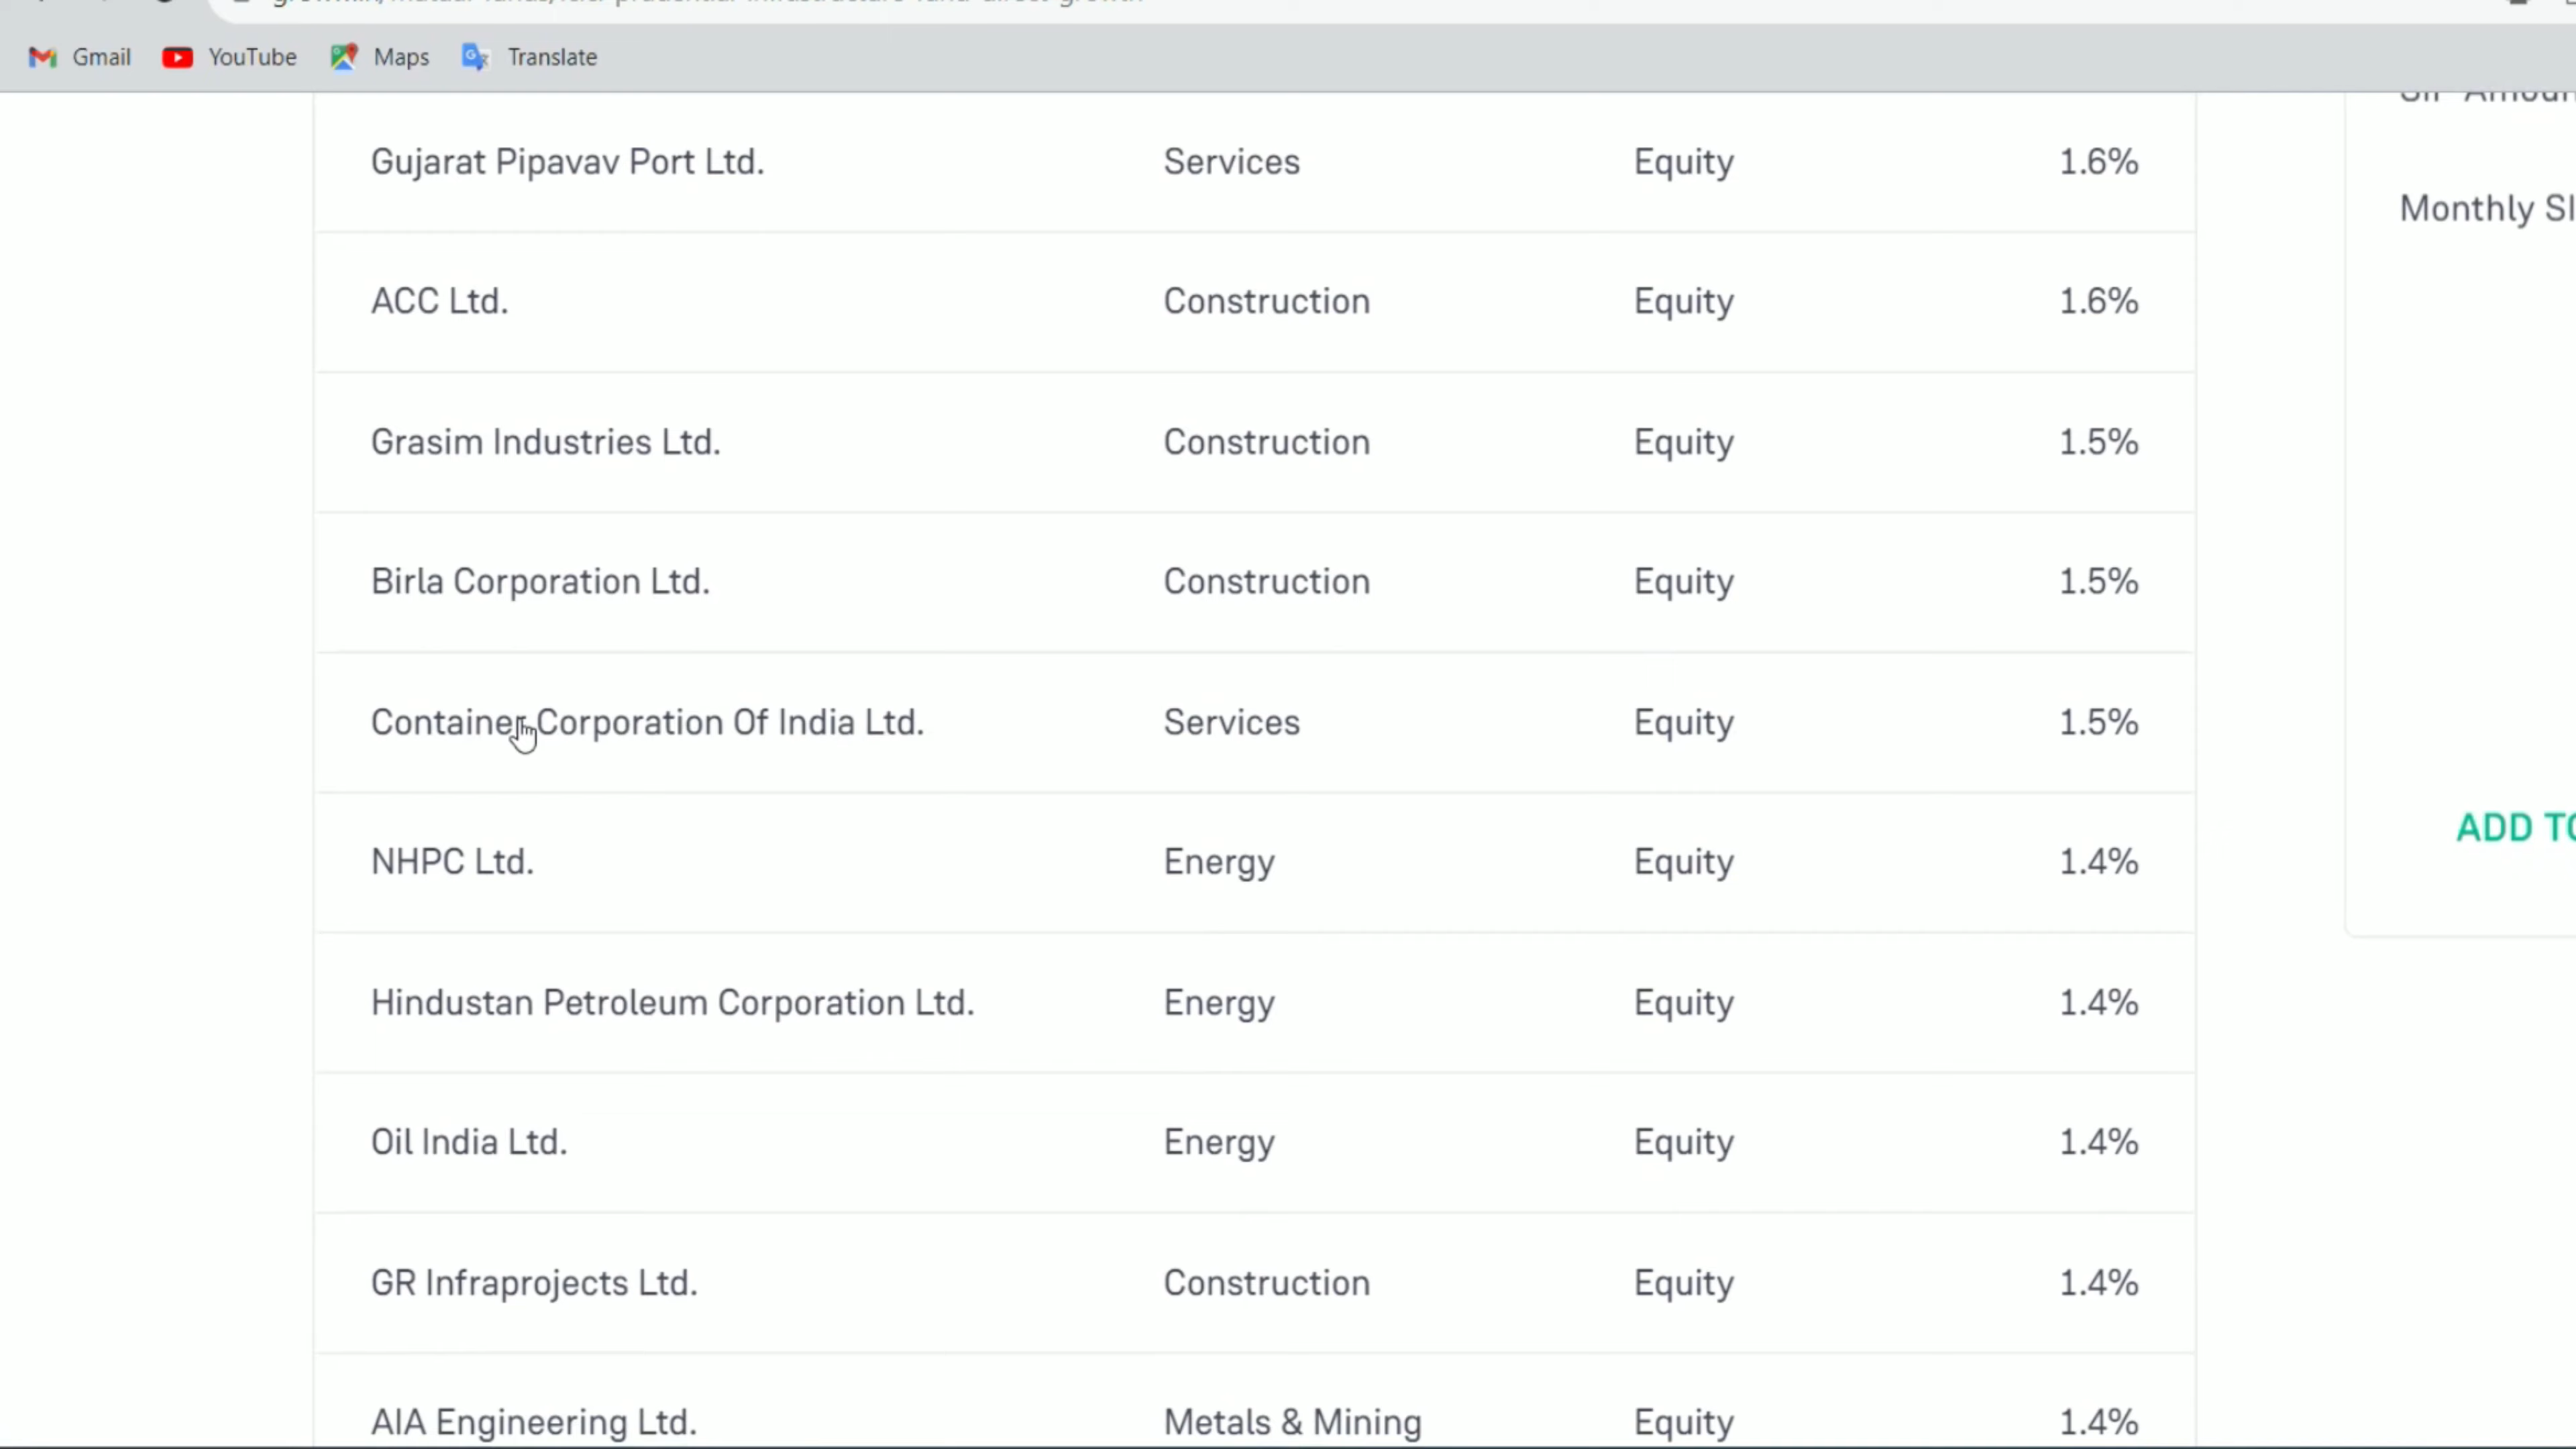 Gmail YouTube Maps Translate
Gujarat Pipavav Port Ltd. Services Equity 1.6%
Monthly
ACC Ltd. Construction Equity 1.6%
Grasim Industries Ltd. Construction Equity 1.5%
Birla Corporation Ltd. Construction Equity 1.5%
Container Corporation Of India Ltd. Services Equity 1.5%
ADD
NHPC Ltd. Energy Equity 1.4%
Hindustan Petroleum Corporation Ltd. Energy Equity 1.4%
Oil India Ltd. Energy Equity 1.4%
GR Infraprojects Ltd. Construction Equity 1.4%
AIA Engineering Ltd. Metals & Mining Equity 1.4%